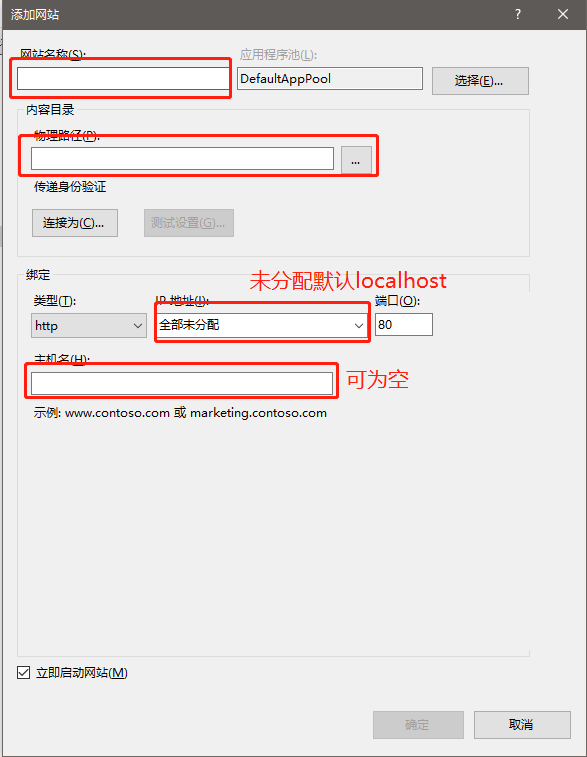 添加网站
网站名称(S):
应用程序池(L):
DefaultAppPool
选择(E)...
内容目录
物理路径(P):
...
传递身份验证
连接为(C)...
测试设置(G)...
绑定
未分配默认localhost
类型(T):
IP 地址(I):
端口(O):
http
全部未分配
80
主机名(H):
可为空
示例: www.contoso.com 或 marketing.contoso.com
立即启动网站(M)
确定
取消